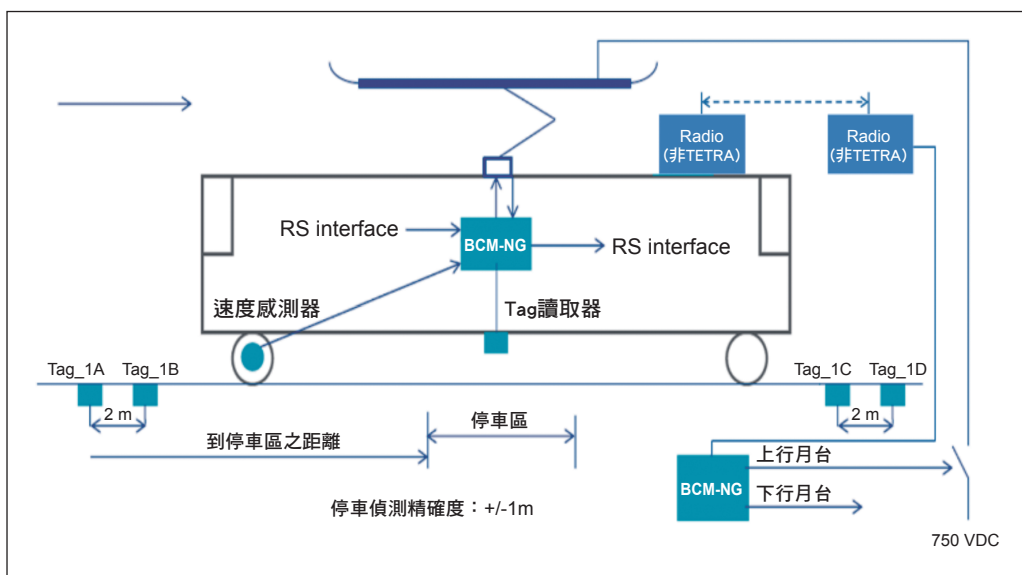 Radio
(非TETRA)
Radio
(非TETRA)
RS interface
BCM-NG
RS interface
速度感測器
Tag讀取器
Tag_1A
Tag_1B
Tag_1C
Tag_1D
2 m
2 m
停車區
到停車區之距離
上行月台
BCM-NG
下行月台
停車偵測精確度：+/-1m
750 VDC